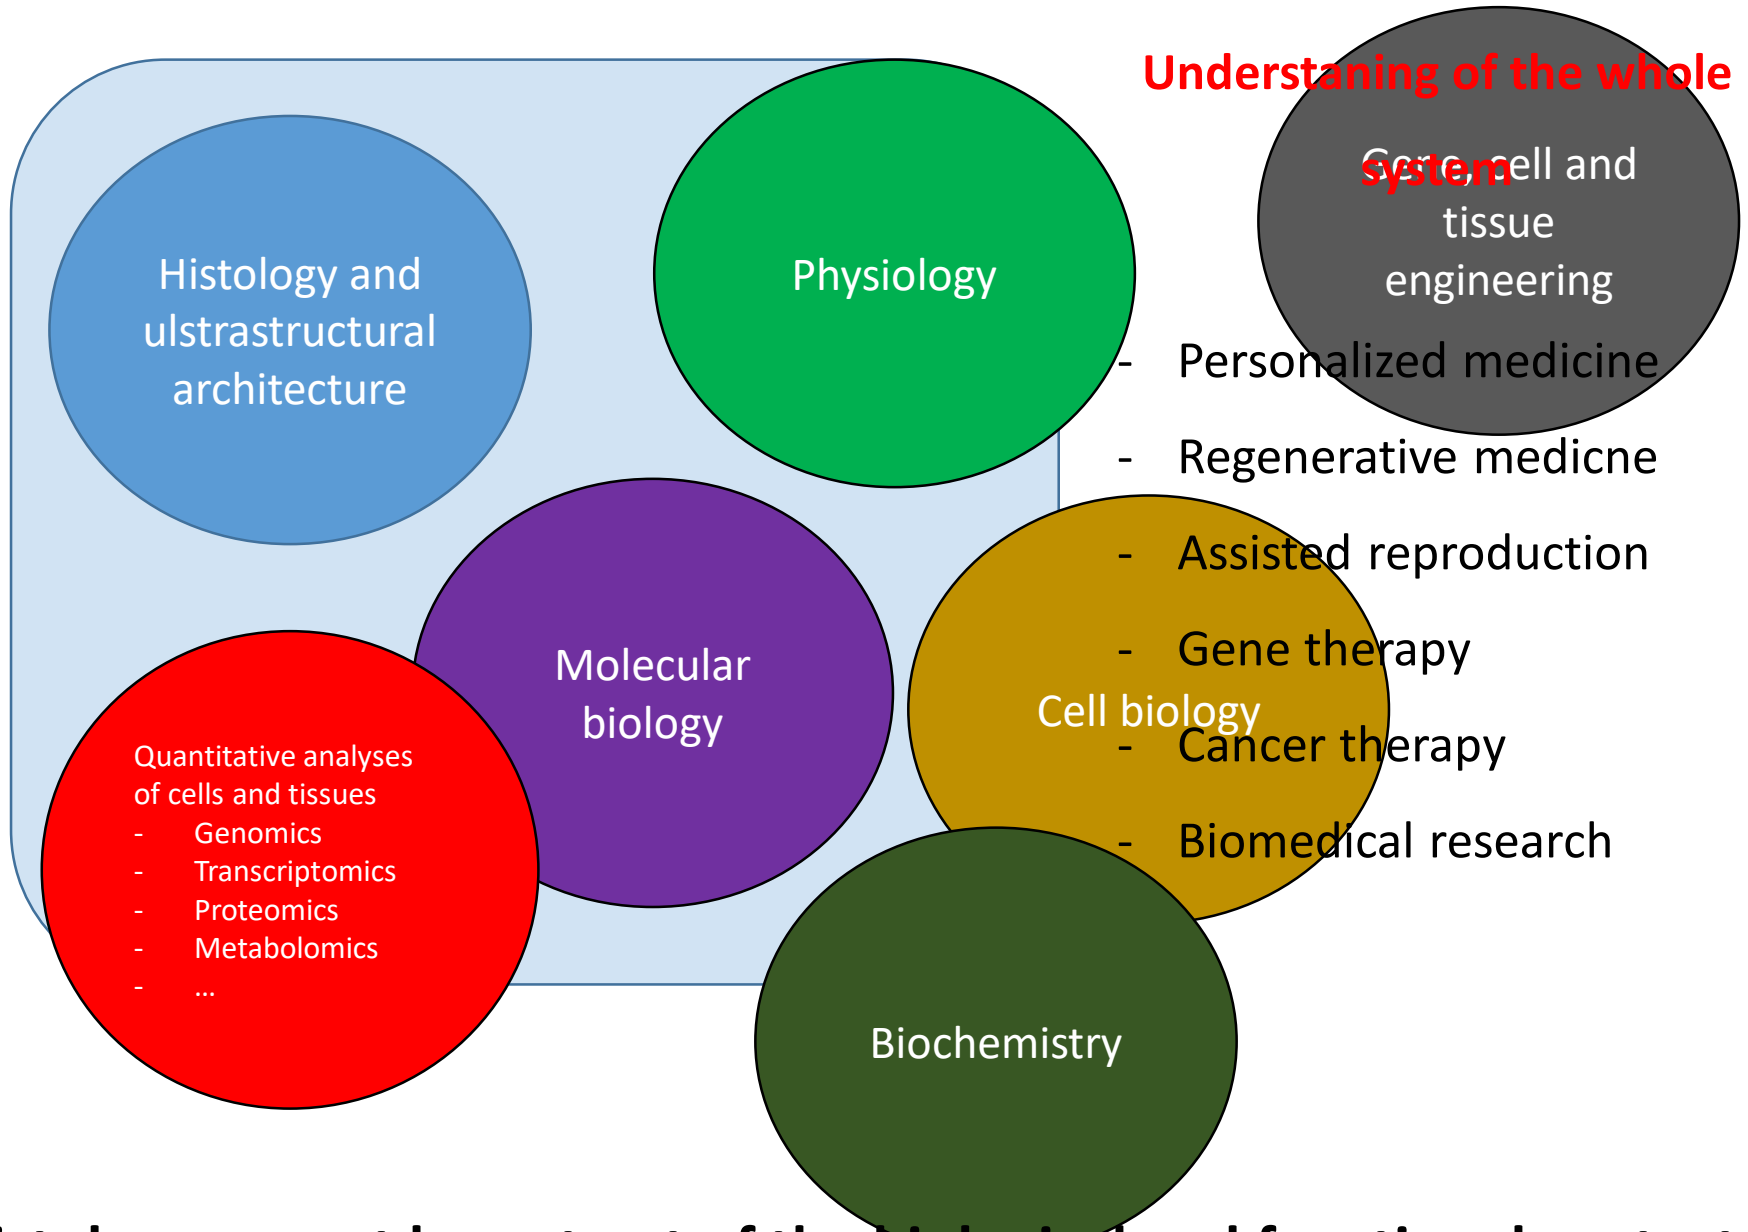 Understaning of the whole
system
Gene, cell and
tissue
engineering
Histology and
ulstrastructural
architecture
Physiology
- Personalized medicine
- Regenerative medicne
- Assisted reproduction
- Gene therapy
- Cancer therapy
- Biomedical research
Molecular
biology
Cell biology
Quantitative analyses
of cells and tissues
- Genomics
- Transcriptomics
- Proteomics
- Metabolomics
- …
Biochemistry